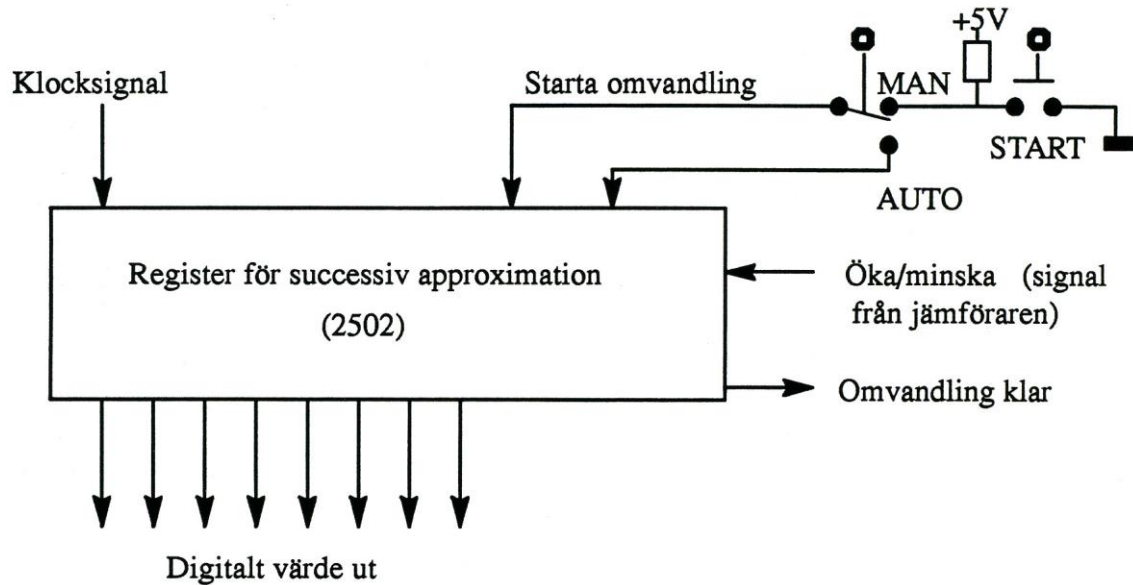 +5V
Klocksignal
Starta omvandling
MAN
START
AUTO
Register för successiv approximation
(2502)
Öka/minska (signal
från jämföraren)
Omvandling klar
Digitalt värde ut